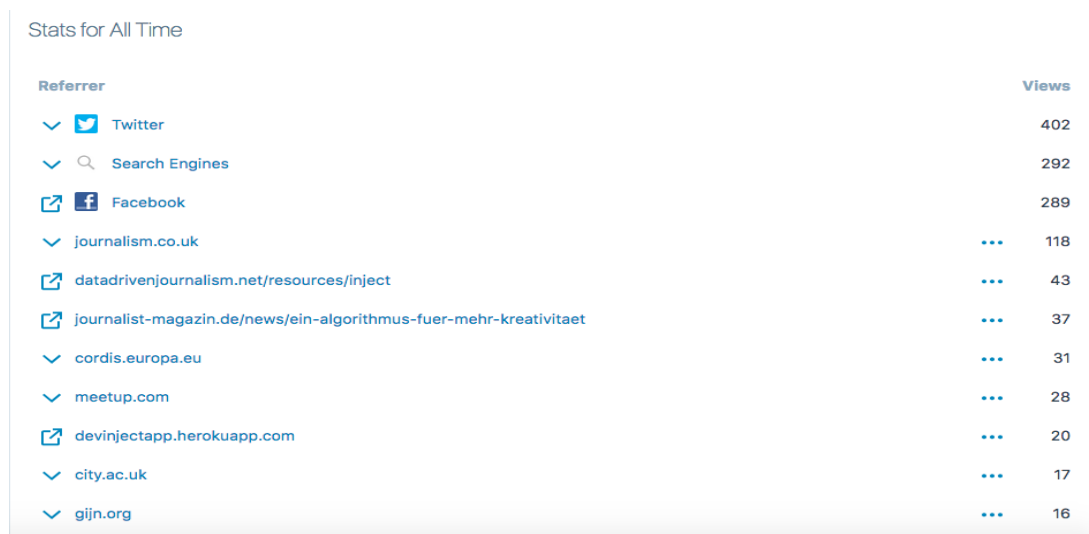 Stats for All Time
Referrer Views
Twitter 402
Search Engines 292
Facebook 289
journalism.co.uk ••• 118
datadrivenjournalism.net/resources/inject ••• 43
journalist-magazin.de/news/ein-algorithmus-fuer-mehr-kreativitaet ••• 37
cordis.europa.eu ••• 31
meetup.com ••• 28
devinjectapp.herokuapp.com ••• 20
city.ac.uk ••• 17
gijn.org ••• 16